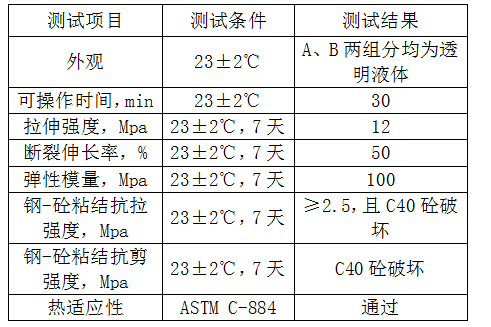 测试项目 测试条件 测试结果
外观 23±2℃ A、B两组分均为透
明液体
可操作时间,min 23±2℃ 30
拉伸强度,Mpa 23±2℃,7天 12
断裂伸长率,% 23±2℃,7天 50
弹性模量,Mpa 23±2℃,7天 100
钢-砼粘结抗拉
强度,Mpa 23±2℃,7天 ≥2.5,且C40砼破
坏
钢-砼粘结抗剪
强度,Mpa 23±2℃,7天 C40砼破坏
热适应性 ASTM C-884 通过